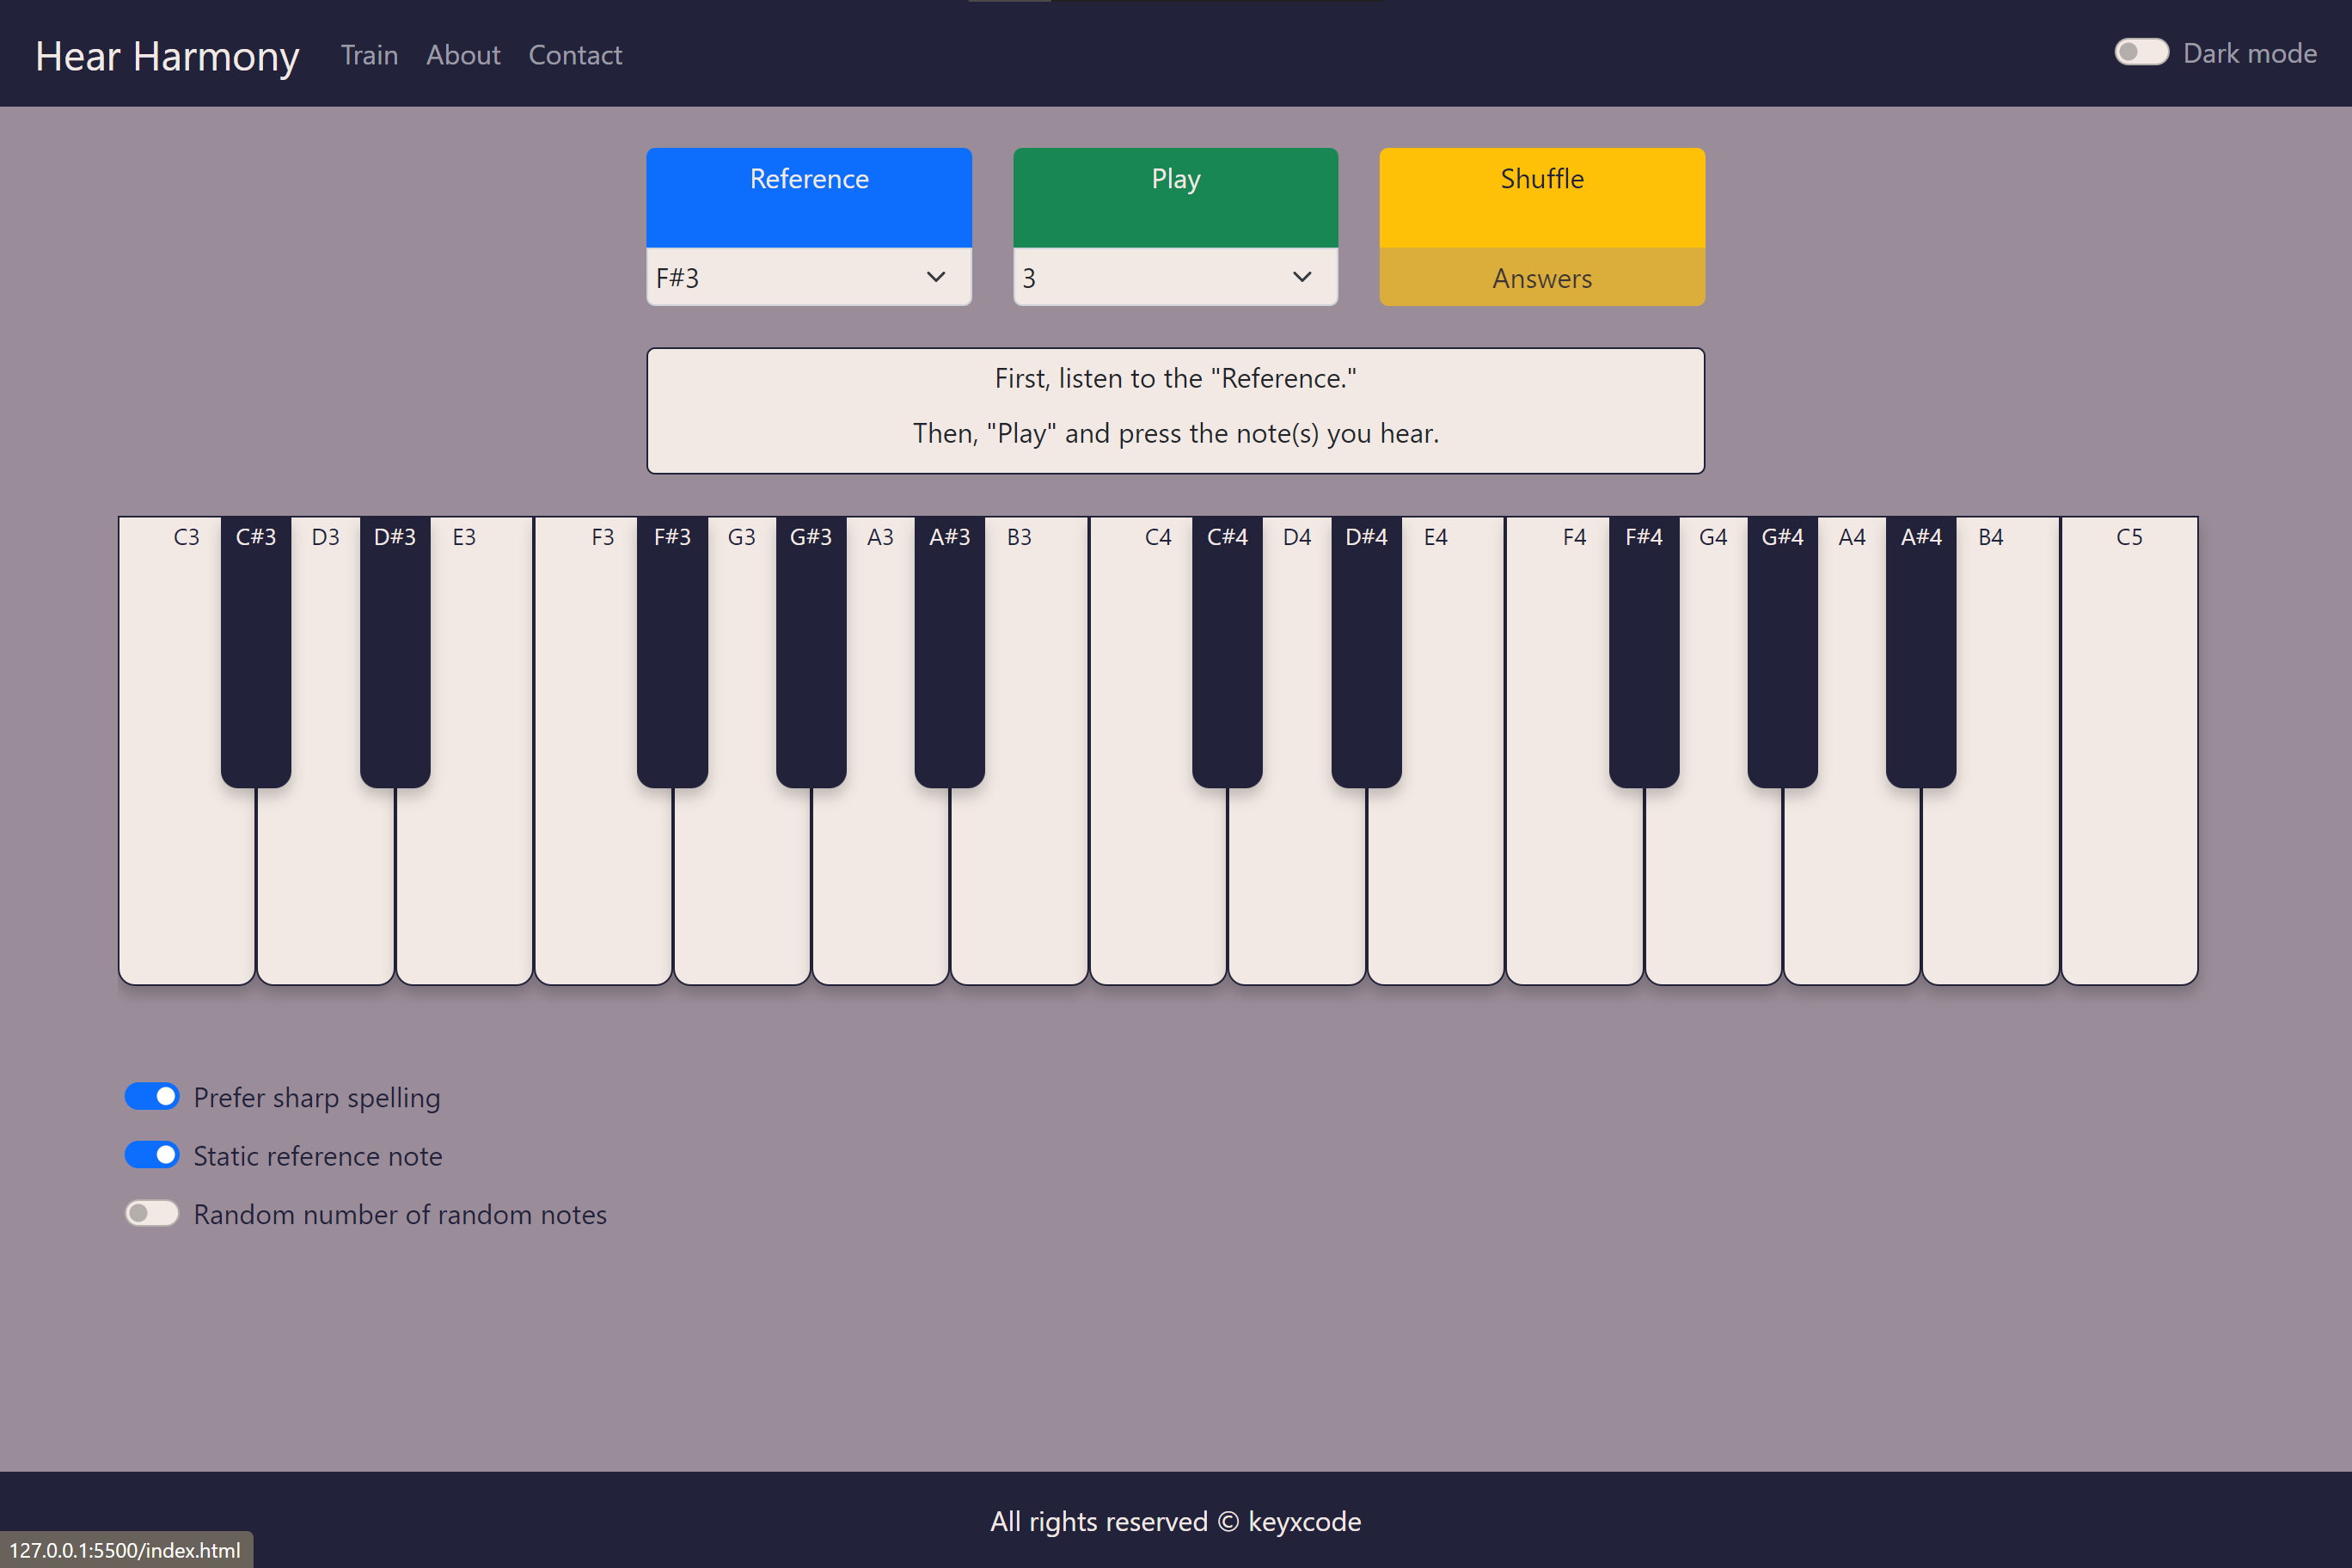 Hear Harmony Train About Contact Dark mode
Reference Play Shuffle
F#3 3 Answers
First, listen to the "Reference."
Then, "Play" and press the note(s) you hear.
C3 C#3 D3 D#3 E3 F3 F#3 G3 G#3 A3 A#3 B3 C4 C#4 D4 D#4 E4 F4 F#4 G4 G#4 A4 A#4 B4 C5
Prefer sharp spelling
Static reference note
Random number of random notes
All rights reserved © keyxcode
127.0.0.1:5500/index.html